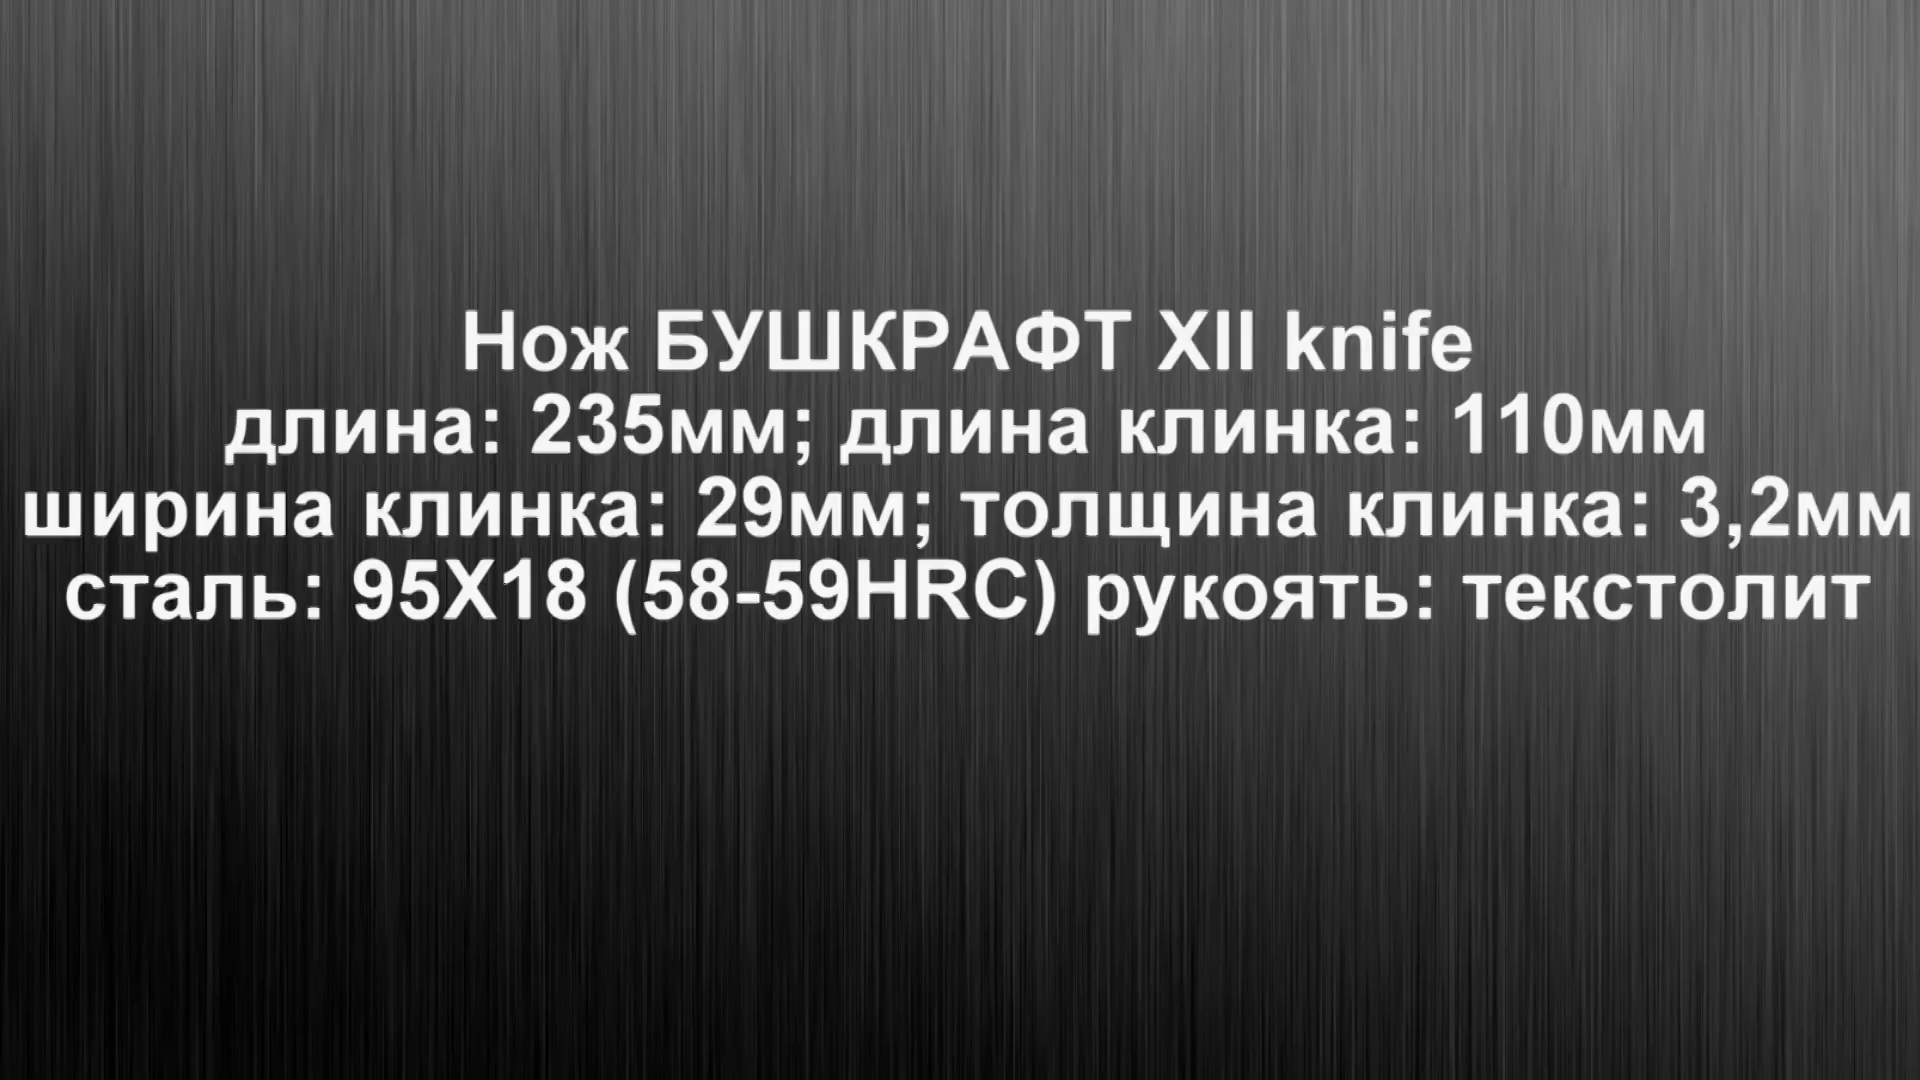 Нож БУШКРАФТ XII knife
длина: 235мм; длина клинка: 110мм
ширина клинка: 29мм; толщина клинка: 3,2мм
сталь: 95Х18 (58-59HRC) рукоять: текстолит